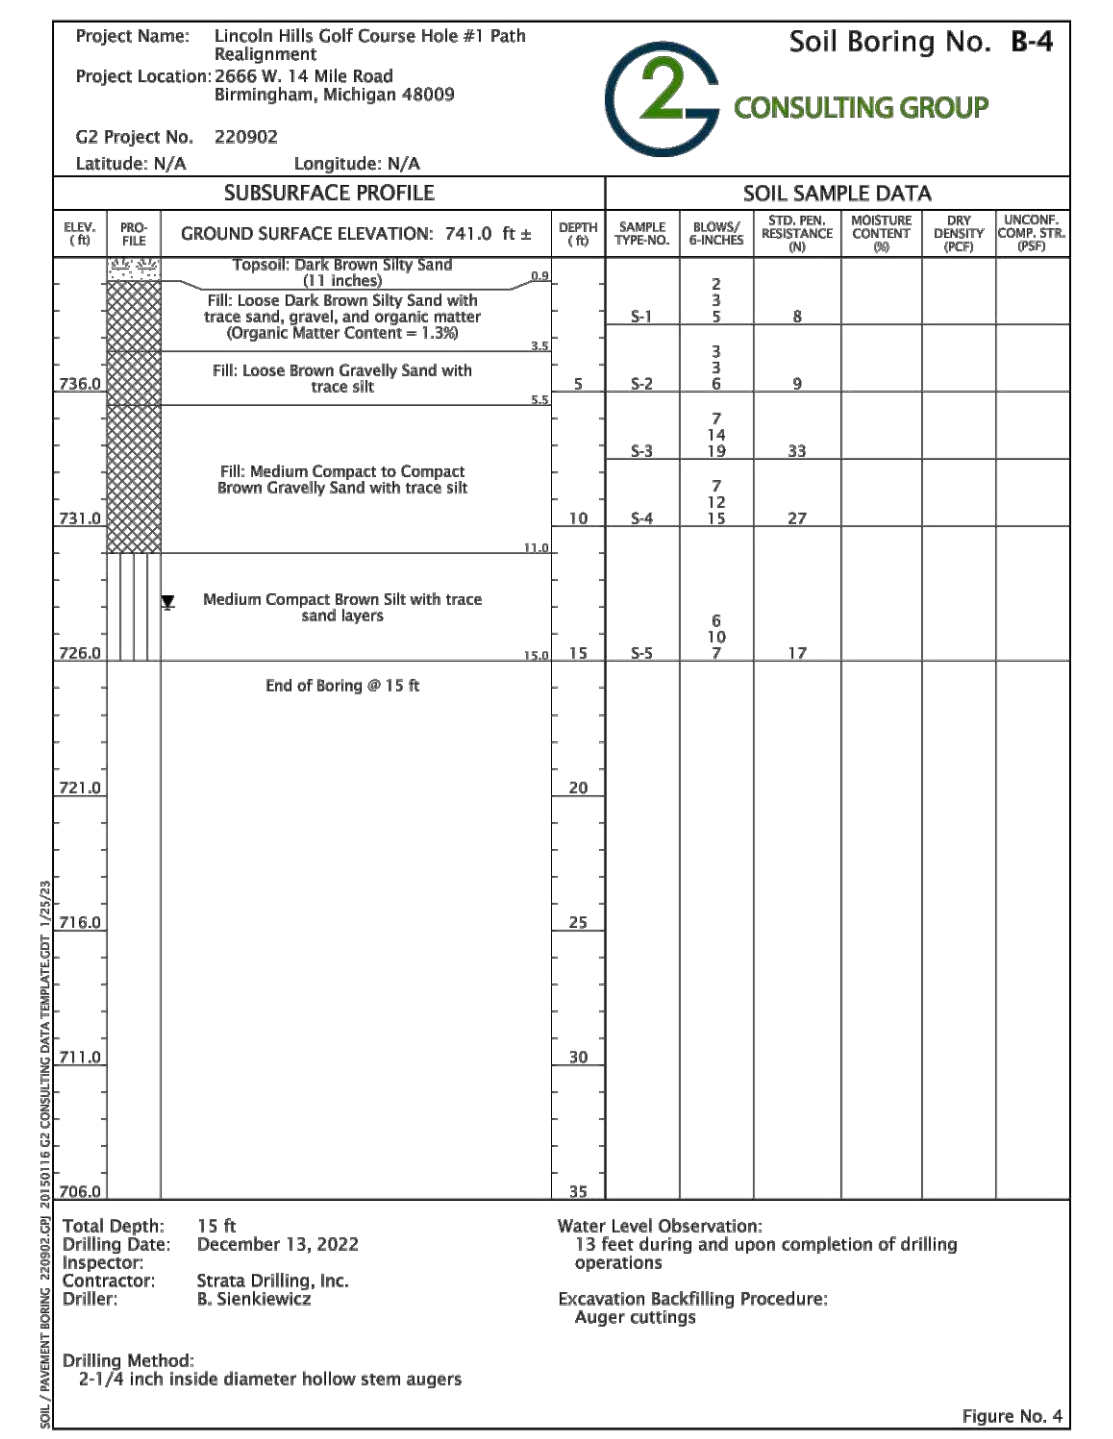 Project Name: Lincoln Hills Golf Course Hole #1 Path
Realignment
Project Location: 2666 W. 14 Mile Road
Birmingham, Michigan 48009
G2 Project No. 220902
Latitude: N/A Longitude: N/A
Soil Boring No. B-4
G2 CONSULTING GROUP
SUBSURFACE PROFILE
SOIL SAMPLE DATA
ELEV.
( ft)
PRO-
FILE
GROUND SURFACE ELEVATION: 741.0 ft ±
DEPTH
( ft)
SAMPLE
TYPE-NO.
BLOWS/
6-INCHES
STD. PEN.
RESISTANCE
(N)
MOISTURE
CONTENT
(%)
DRY
DENSITY
(PCF)
UNCONF.
COMP. STR.
(PSF)
Topsoil: Dark Brown Silty Sand
(11 inches)
0.9
Fill: Loose Dark Brown Silty Sand with
trace sand, gravel, and organic matter
(Organic Matter Content = 1.3%)
3.5
2
3
S-1 5 8
Fill: Loose Brown Gravelly Sand with
trace silt
3
3
736.0 5 S-2 6 9
5.5
7
14
S-3 19 33
Fill: Medium Compact to Compact
Brown Gravelly Sand with trace silt
7
12
731.0 10 S-4 15 27
11.0
Medium Compact Brown Silt with trace
sand layers
6
10
726.0 15.0 15 S-5 7 17
End of Boring @ 15 ft
721.0 20
716.0 25
711.0 30
706.0 35
Total Depth: 15 ft
Drilling Date: December 13, 2022
Inspector:
Contractor: Strata Drilling, Inc.
Driller: B. Sienkiewicz
Drilling Method:
2-1/4 inch inside diameter hollow stem augers
Water Level Observation:
13 feet during and upon completion of drilling
operations
Excavation Backfilling Procedure:
Auger cuttings
Figure No. 4
SOIL / PAVEMENT BORING 220902.GPJ 20150116 G2 CONSULTING DATA TEMPLATE.GDT 1/25/23